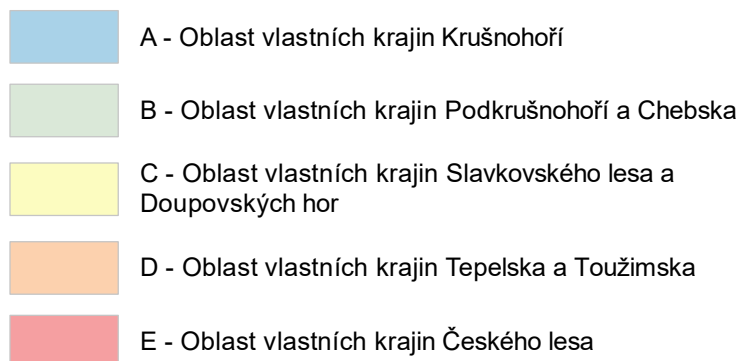 A - Oblast vlastních krajin Krušnohoří
B - Oblast vlastních krajin Podkrušnohoří a Chebska
C - Oblast vlastních krajin Slavkovského lesa a
Doupovských hor
D - Oblast vlastních krajin Tepelska a Toužimska
E - Oblast vlastních krajin Českého lesa